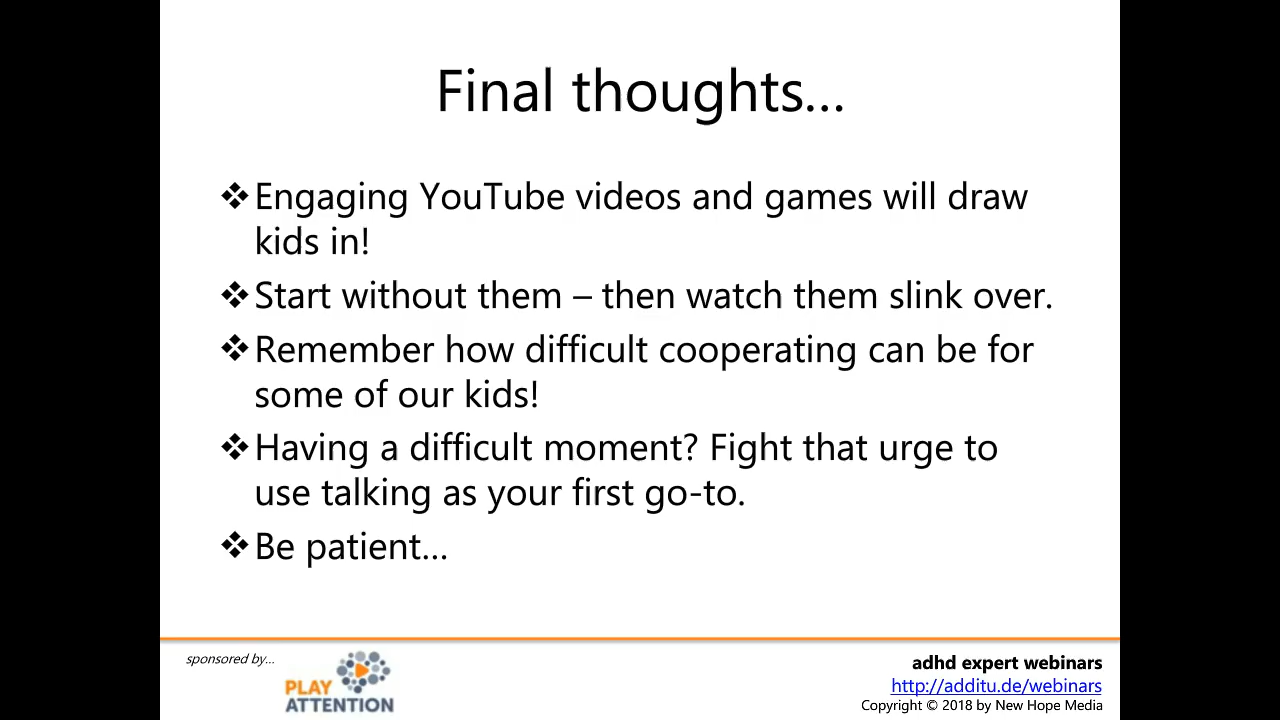 Final thoughts...
❖Engaging YouTube videos and games will draw
kids in!
❖Start without them – then watch them slink over.
❖Remember how difficult cooperating can be for
some of our kids!
❖Having a difficult moment? Fight that urge to
use talking as your first go-to.
❖Be patient...
sponsored by...
PLAY
ATTENTION
adhd expert webinars
http://additu.de/webinars
Copyright © 2018 by New Hope Media